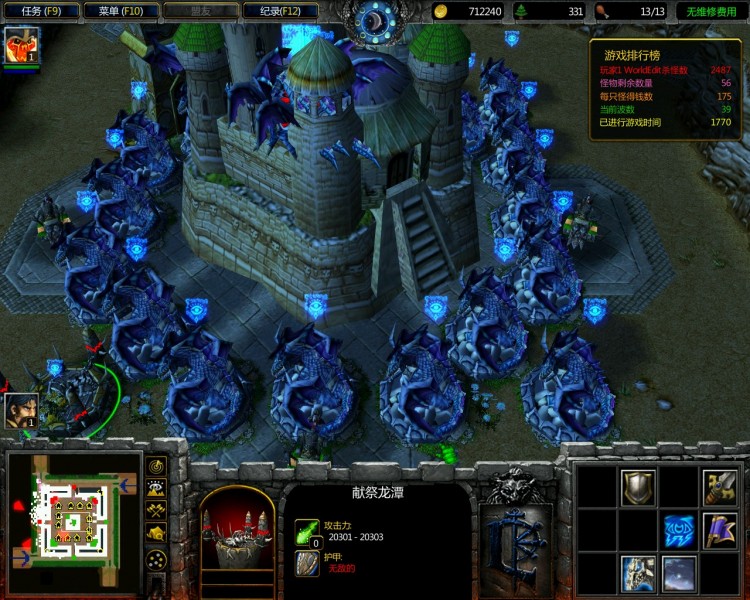 任务 (F9) 菜单 (F10) 盟友 纪录(F12) 712240 331 13/13 无维修费用
1
游戏排行榜
玩家1 WorldEdit杀怪数 2487
怪物剩余数量 56
每只怪得钱数 175
当前波数 39
已进行游戏时间 1770
1
献祭龙潭
攻击力:
20301 - 20303
0
护甲:
无敌的